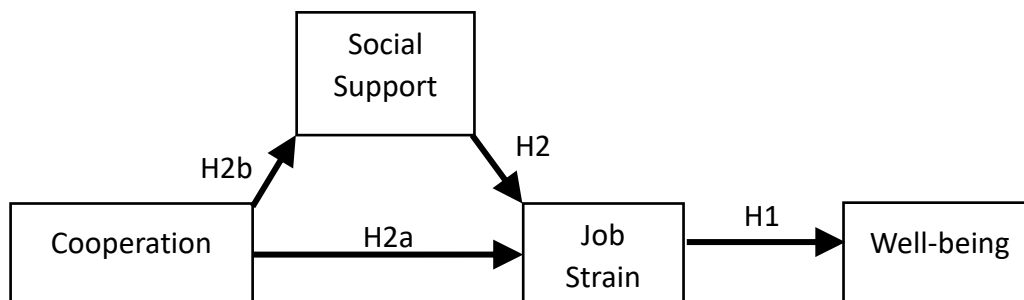 Social
Support
H2b
H2
Cooperation
H2a
Job
Strain
H1
Well-being